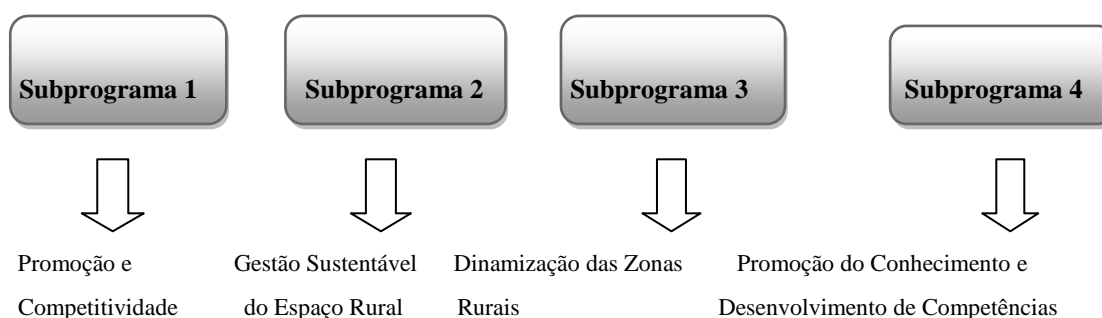 Subprograma 1
Subprograma 2
Subprograma 3
Subprograma 4
Promoção e
Competitividade
Gestão Sustentável
do Espaço Rural
Dinamização das Zonas
Rurais
Promoção do Conhecimento e
Desenvolvimento de Competências